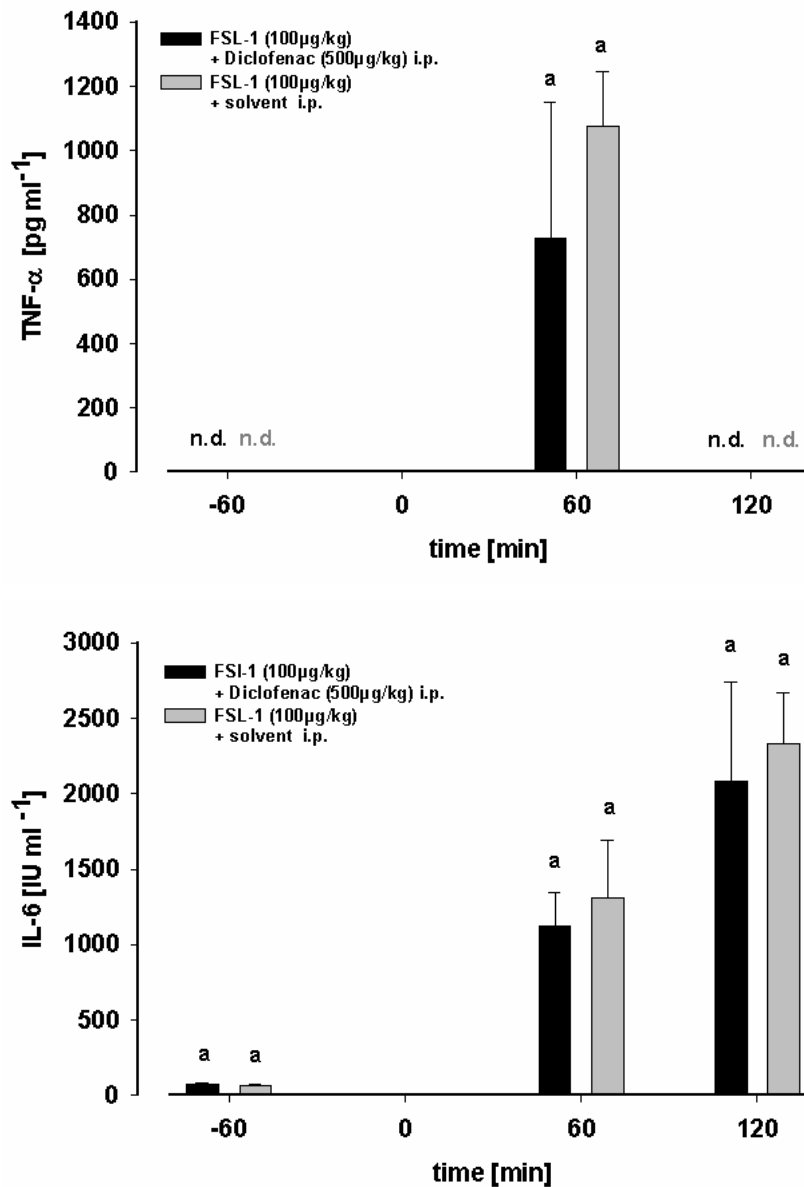 1400
1200
1000
800
600
400
200
0
TNF-α [pg ml⁻¹]
FSL-1 (100µg/kg)
+ Diclofenac (500µg/kg) i.p.
FSL-1 (100µg/kg)
+ solvent i.p.
a
a
n.d. n.d.
n.d. n.d.
-60 0 60 120
time [min]
3000
2500
2000
1500
1000
500
0
IL-6 [IU ml ⁻¹]
FSI-1 (100µg/kg)
+ Diclofenac (500µg/kg) i.p.
FSL-1 (100µg/kg)
+ solvent i.p.
a a
a
a
a
a
-60 0 60 120
time [min]